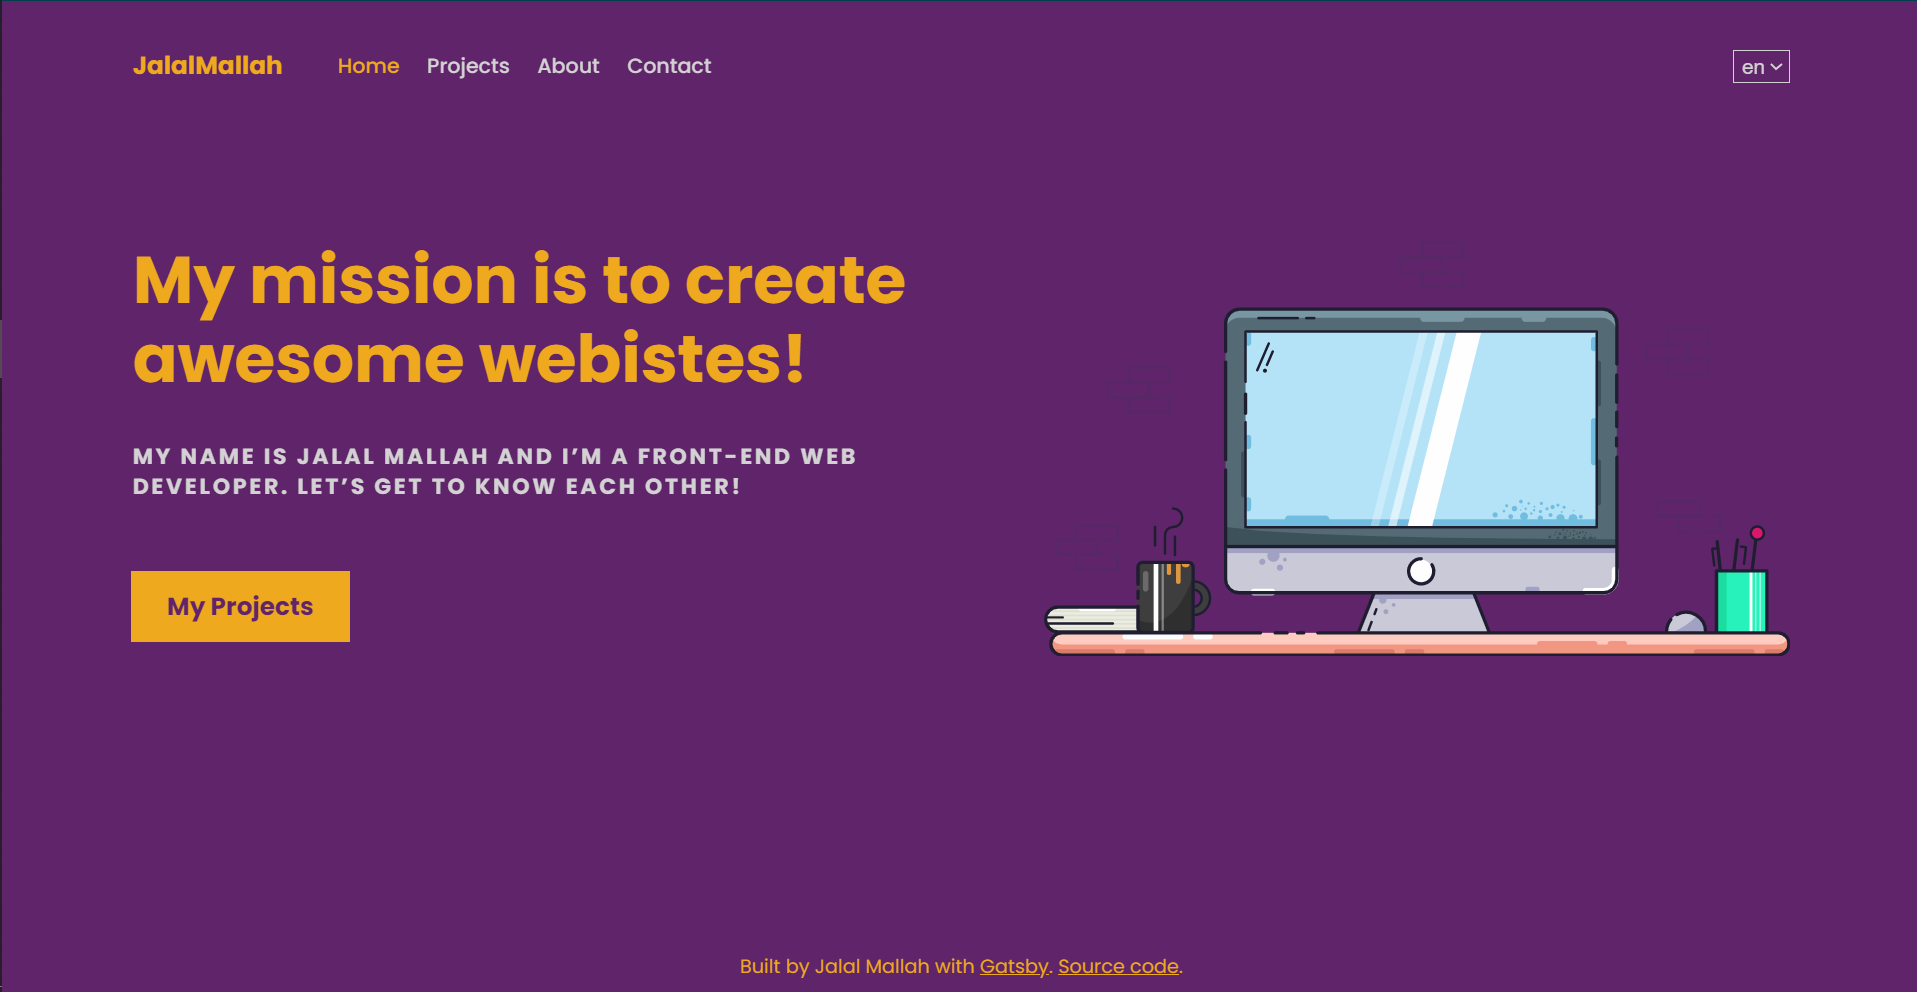 JalalMallah Home Projects About Contact en
My mission is to create
awesome webistes!
MY NAME IS JALAL MALLAH AND I’M A FRONT-END WEB
DEVELOPER. LET’S GET TO KNOW EACH OTHER!
My Projects
Built by Jalal Mallah with Gatsby. Source code.